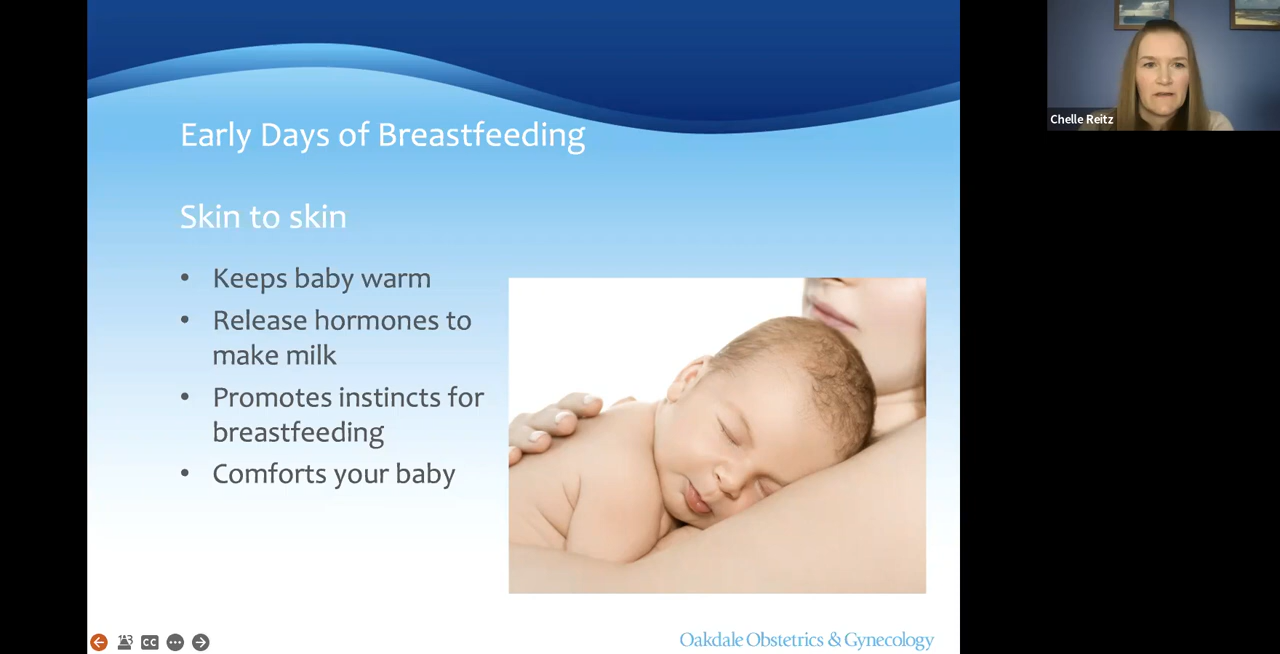 Early Days of Breastfeeding
Skin to skin
• Keeps baby warm
• Release hormones to
make milk
• Promotes instincts for
breastfeeding
• Comforts your baby
Chelle Reitz
CC
Oakdale Obstetrics & Gynecology